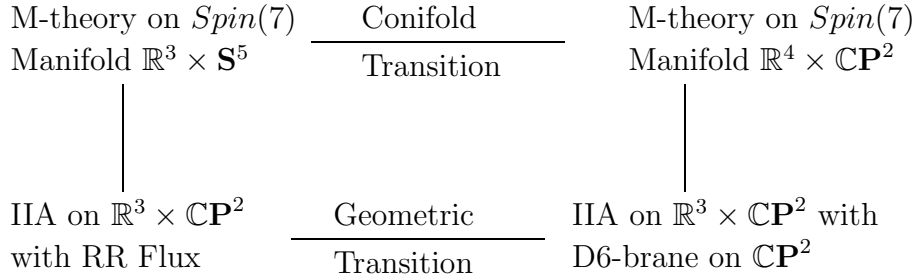 M-theory on Spin(7)
Manifold ℝ³ × S⁵
Conifold
Transition
M-theory on Spin(7)
Manifold ℝ⁴ × ℂP²
IIA on ℝ³ × ℂP²
with RR Flux
Geometric
Transition
IIA on ℝ³ × ℂP² with
D6-brane on ℂP²